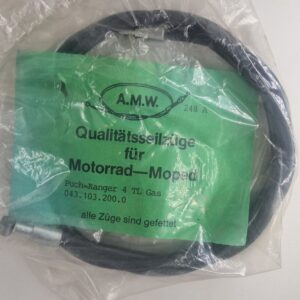 A.M.W.
248 A
Qualitätsseilzüge
für
Motorrad—Moped
Puch-Ranger 4 TL Gas
043.103.200.0
alle Züge sind gefettet